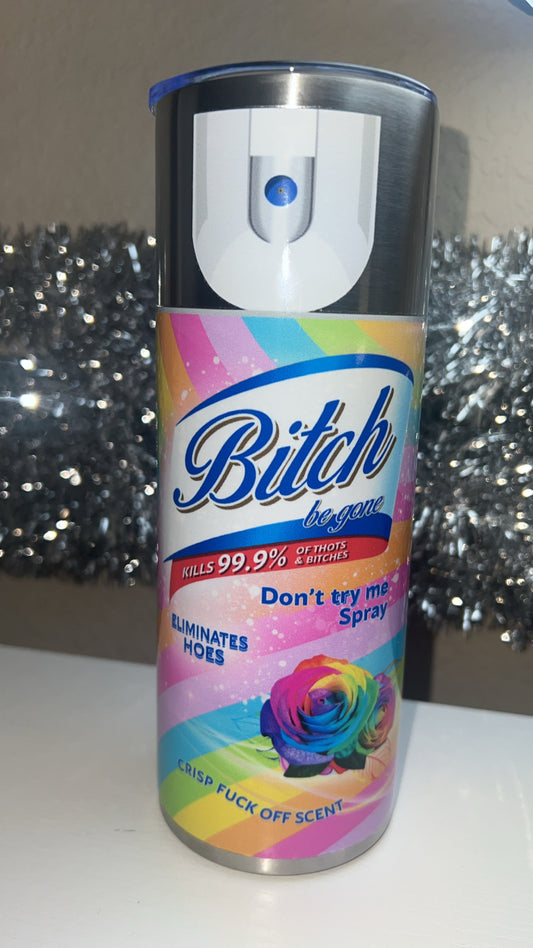 Bitch
be gone
KILLS 99.9% OF THOTS
& BITCHES
Don't try me
Spray
ELIMINATES
HOES
CRISP FUCK OFF SCENT